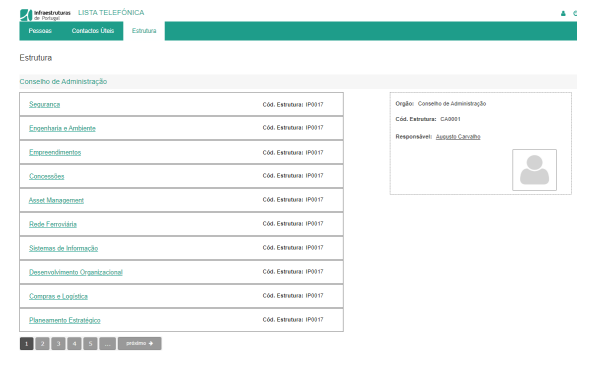 Infraestruturas de Portugal LISTA TELEFÓNICA
Pessoas Contactos Úteis Estrutura
Estrutura
Conselho de Administração
Segurança Cód. Estrutura: IP0017
Engenharia e Ambiente Cód. Estrutura: IP0017
Empreendimentos Cód. Estrutura: IP0017
Concessões Cód. Estrutura: IP0017
Asset Management Cód. Estrutura: IP0017
Rede Ferroviária Cód. Estrutura: IP0017
Sistemas de Informação Cód. Estrutura: IP0017
Desenvolvimento Organizacional Cód. Estrutura: IP0017
Compras e Logística Cód. Estrutura: IP0017
Planeamento Estratégico Cód. Estrutura: IP0017
Orgão: Conselho de Administração
Cód. Estrutura: CA0001
Responsável: Augusto Carvalho
1 2 3 4 5 ... próximo